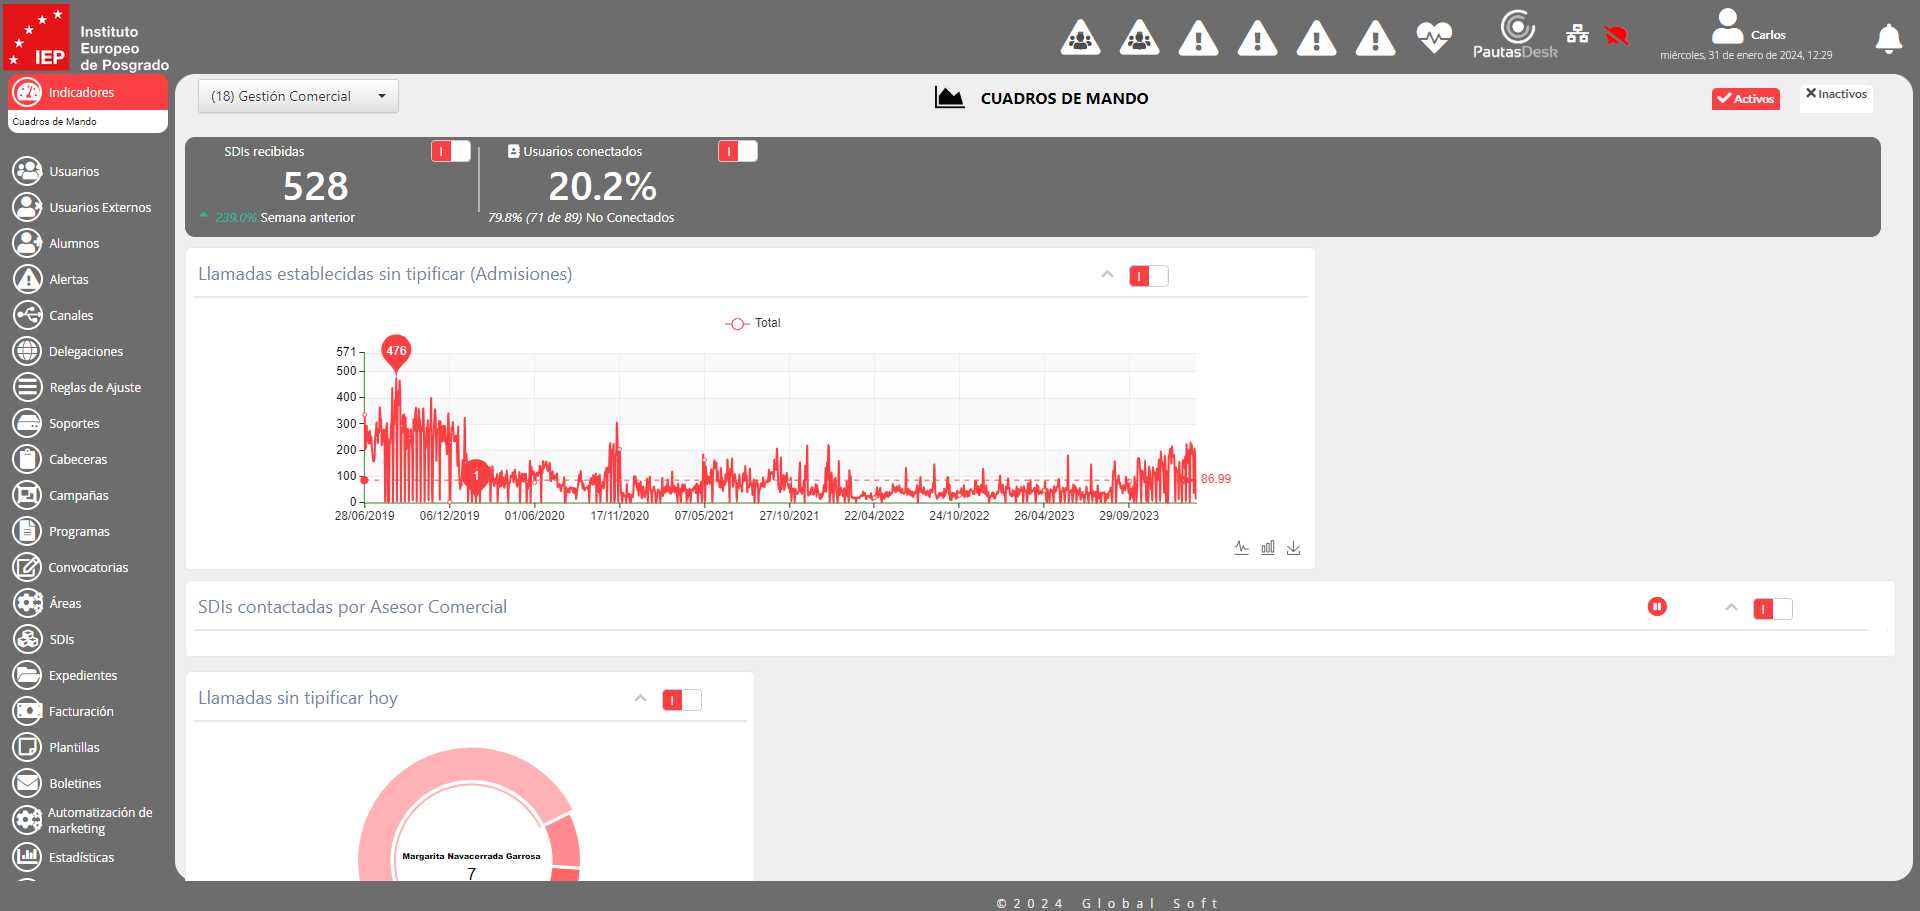 IEP
Instituto
Europeo
de Posgrado
PautasDesk
Carlos
miércoles, 31 de enero de 2024, 12:29
Indicadores
Cuadros de Mando
Usuarios
Usuarios Externos
Alumnos
Alertas
Canales
Delegaciones
Reglas de Ajuste
Soportes
Cabeceras
Campañas
Programas
Convocatorias
Áreas
SDIs
Expedientes
Facturación
Plantillas
Boletines
Automatización de
marketing
Estadísticas
(18) Gestión Comercial
CUADROS DE MANDO
Activos
Inactivos
SDIs recibidas
528
239.0% Semana anterior
Usuarios conectados
20.2%
79.8% (71 de 89) No Conectados
Llamadas establecidas sin tipificar (Admisiones)
Total
571
500
400
300
200
100
0
476
1
86.99
28/06/2019 06/12/2019 01/06/2020 17/11/2020 07/05/2021 27/10/2021 22/04/2022 24/10/2022 26/04/2023 29/09/2023
SDIs contactadas por Asesor Comercial
Llamadas sin tipificar hoy
Margarita Navacerrada Garrosa
7
©2024 Global Soft